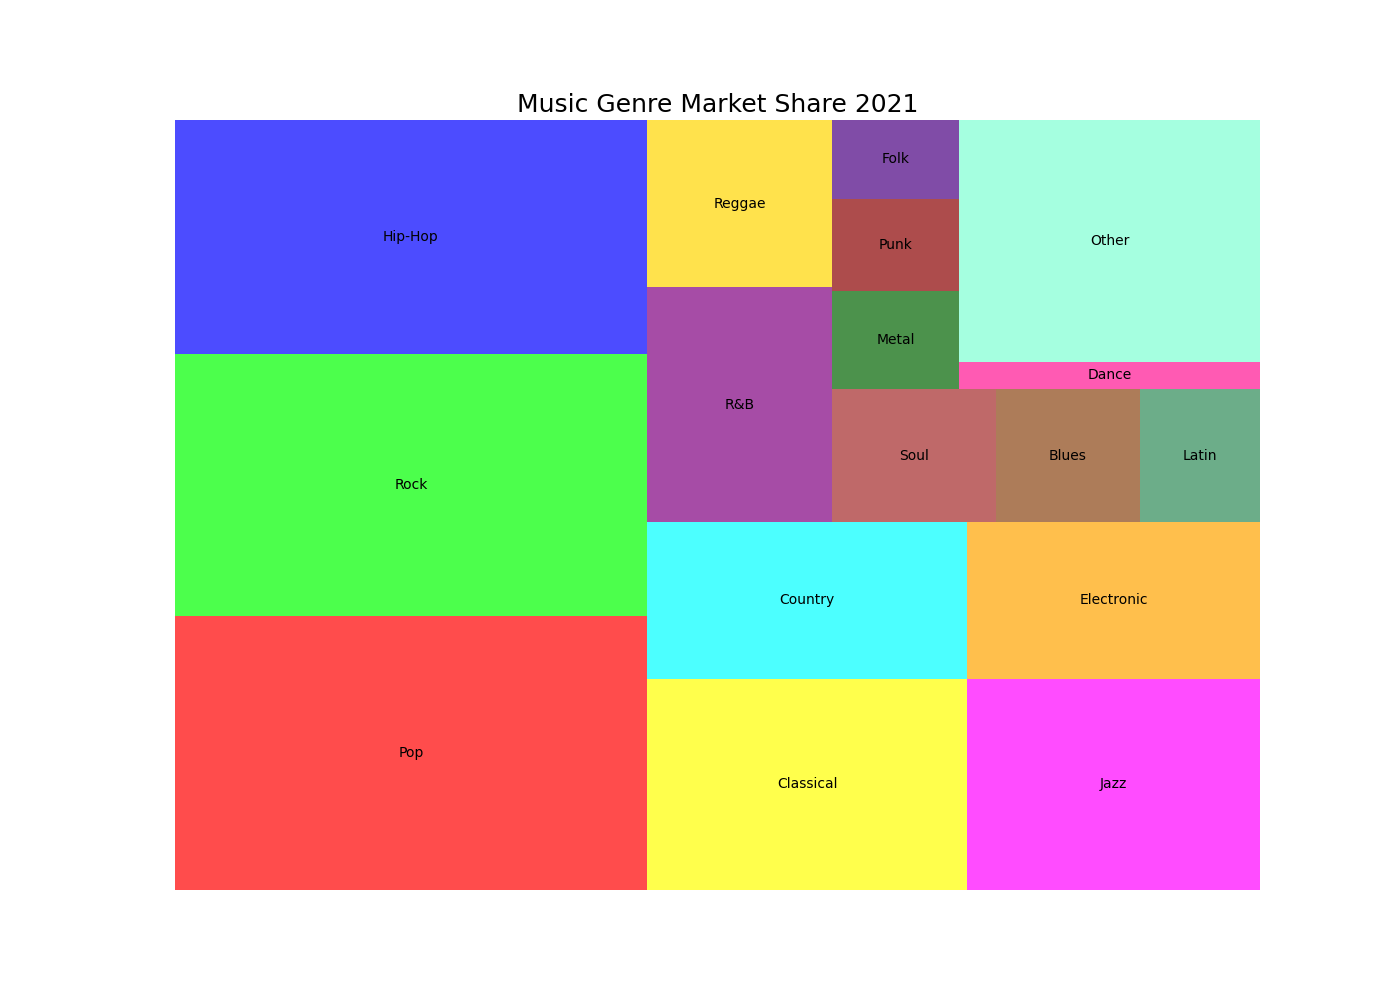 Music Genre Market Share 2021
Folk
Reggae
Hip-Hop
Other
Punk
Metal
Dance
R&B
Soul
Blues
Latin
Rock
Country
Electronic
Pop
Classical
Jazz